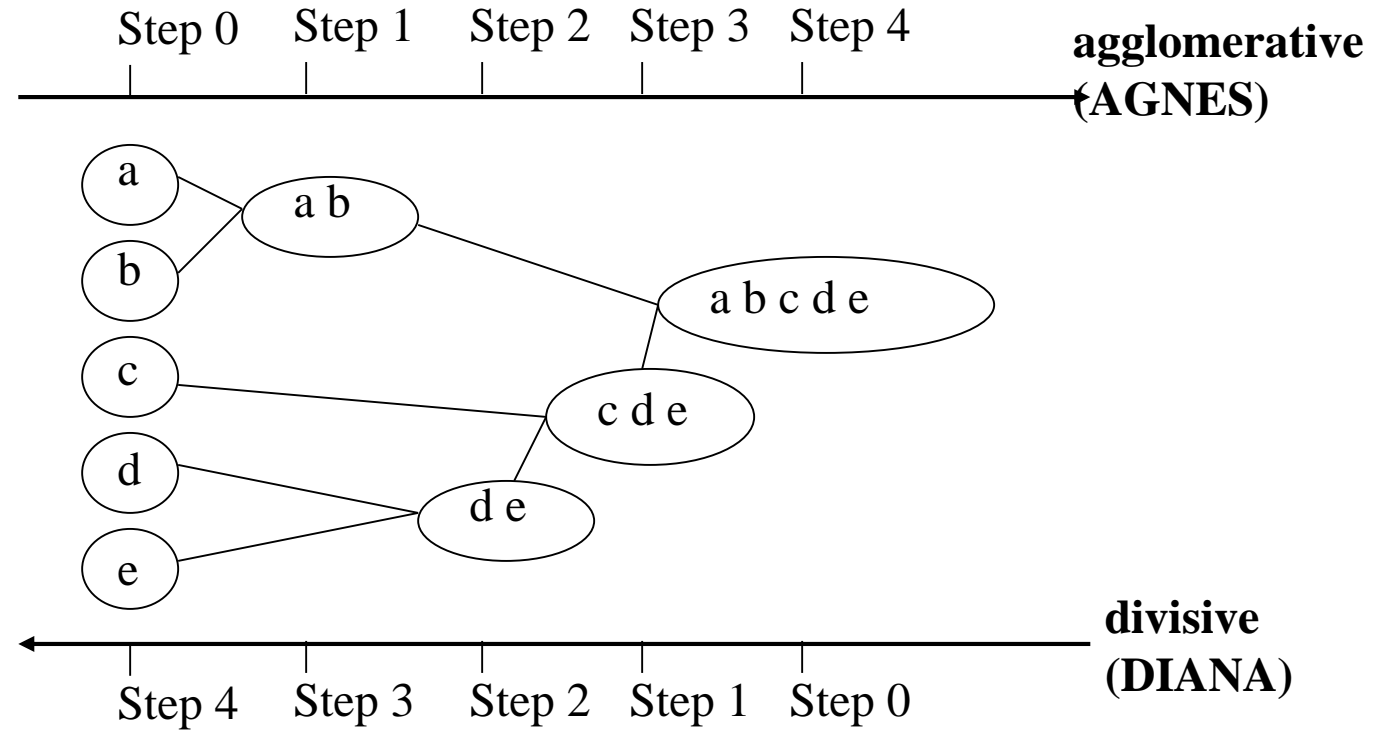 Step 0 Step 1 Step 2 Step 3 Step 4
agglomerative
(AGNES)
a
a b
b
a b c d e
c
c d e
d
d e
e
divisive
(DIANA)
Step 4 Step 3 Step 2 Step 1 Step 0